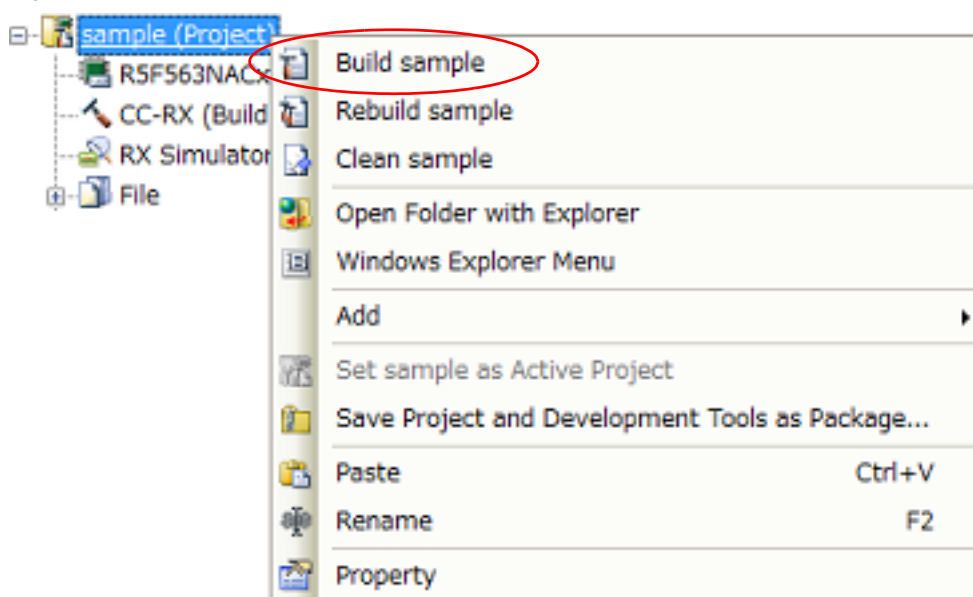 sample (Project)
R5F563NACx
CC-RX (Build
RX Simulator
File
Build sample
Rebuild sample
Clean sample
Open Folder with Explorer
Windows Explorer Menu
Add
Set sample as Active Project
Save Project and Development Tools as Package...
Paste Ctrl+V
Rename F2
Property